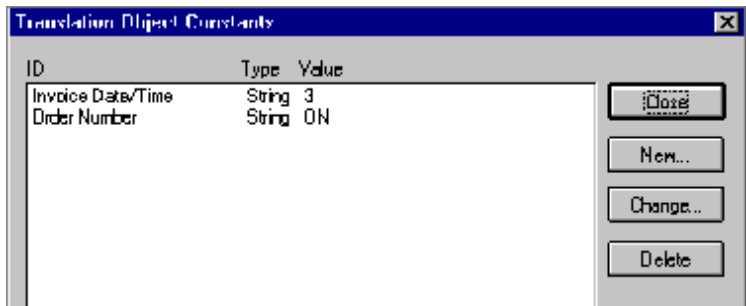 Translation Object Constants
ID Type Value
Invoice Date/Time String 3
Order Number String ON
Close
New...
Change...
Delete